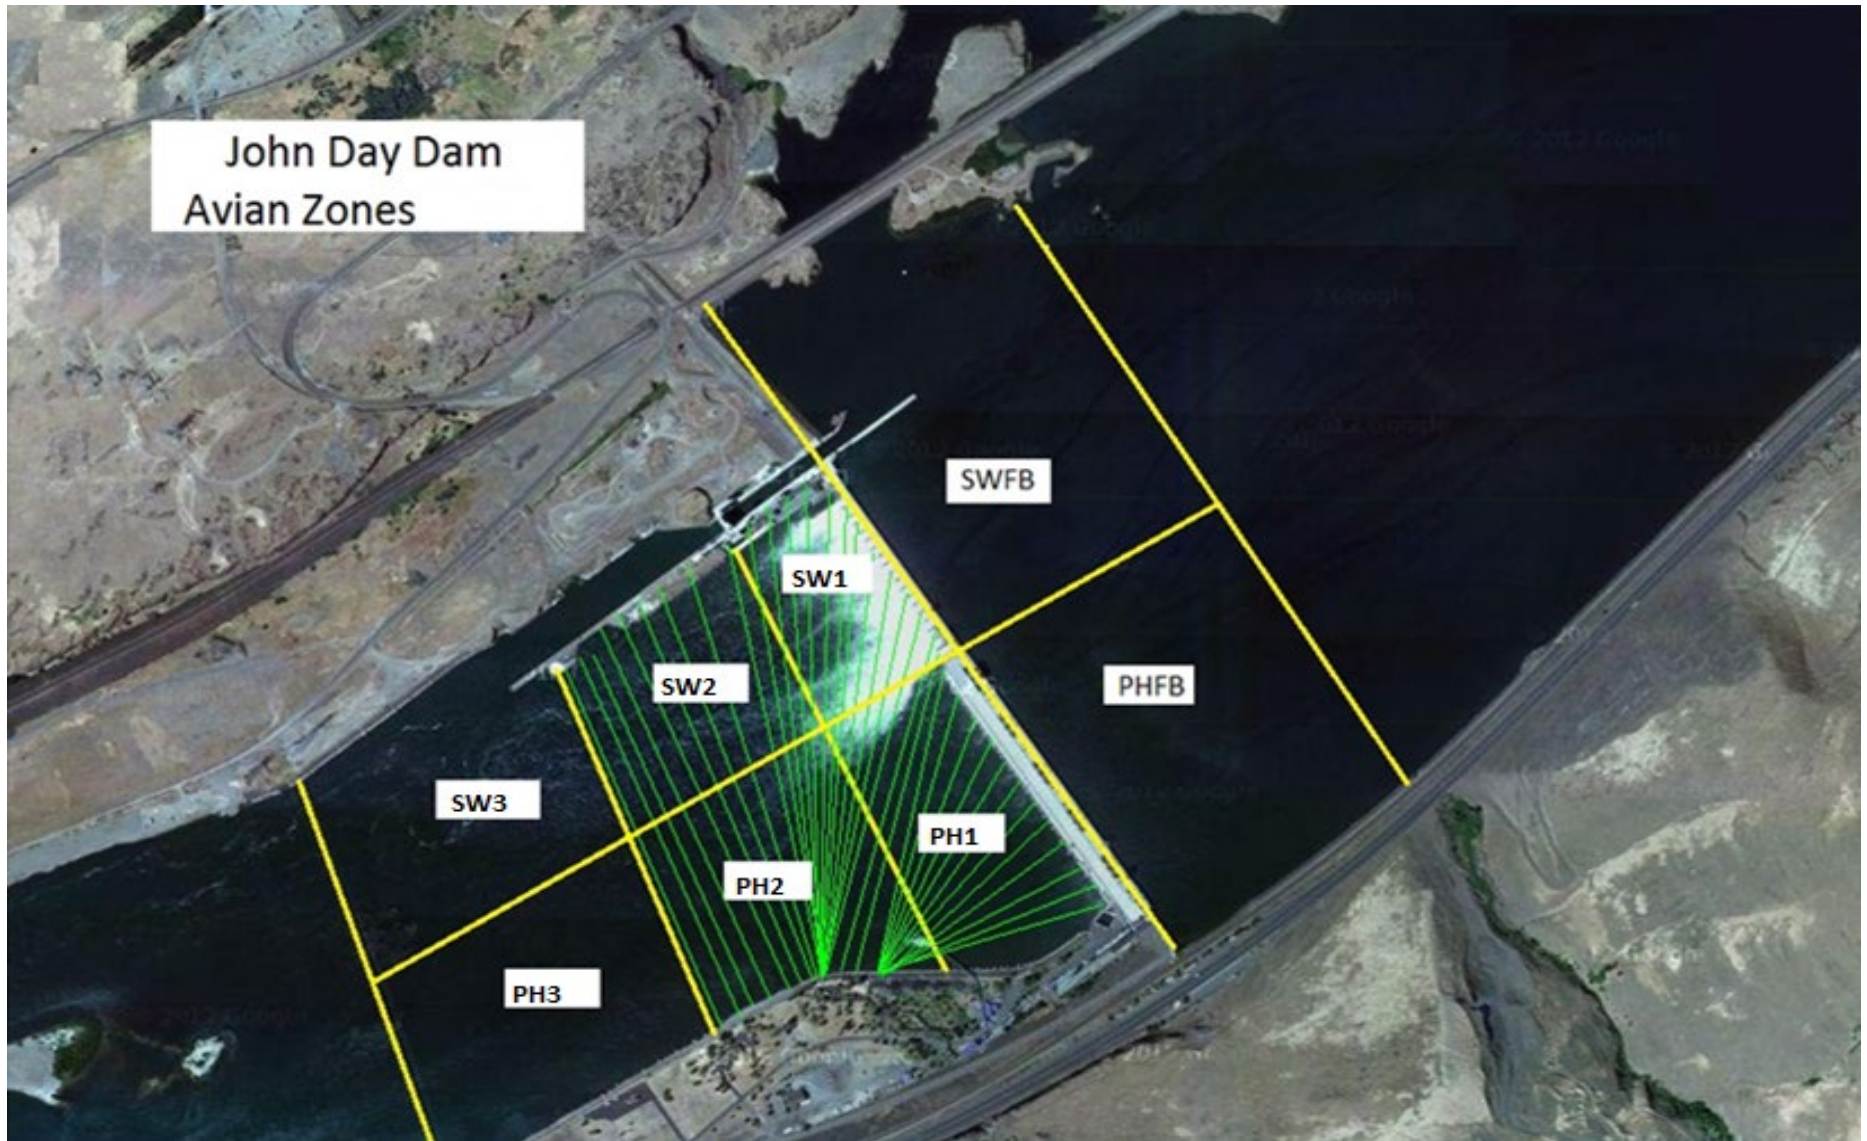 John Day Dam
Avian Zones
SWFB
SW1
SW2
PHFB
SW3
PH1
PH2
PH3